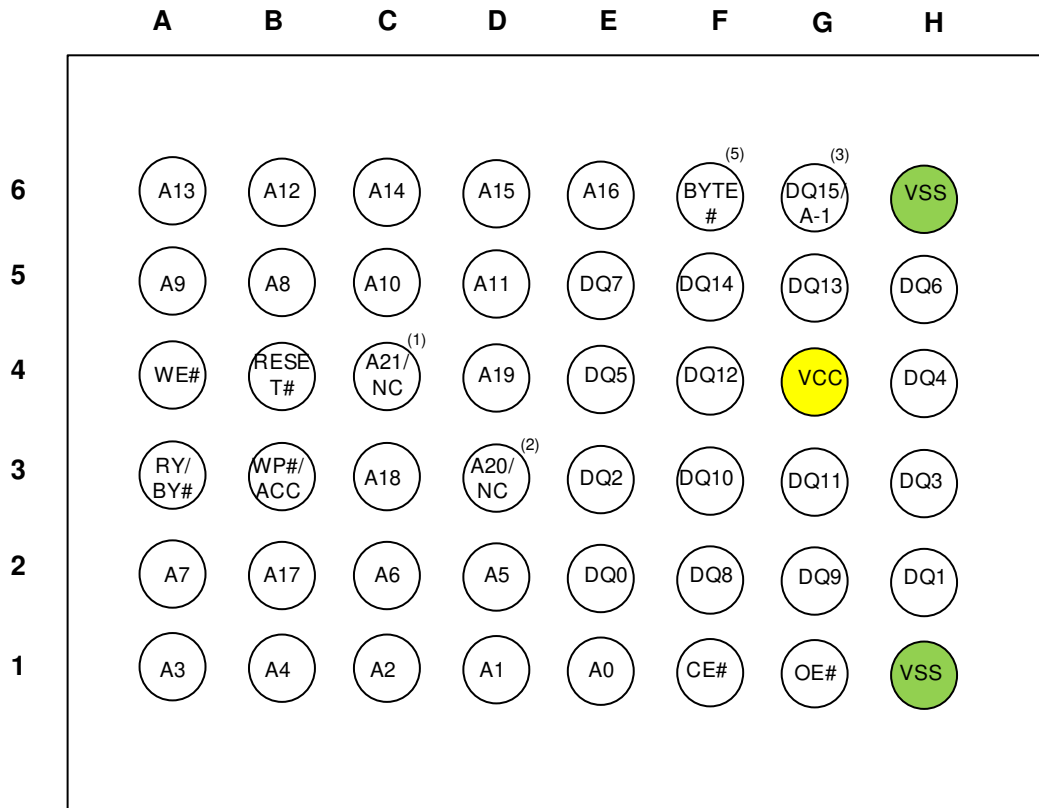 A B C D E F G H
(5) (3)
6 A13 A12 A14 A15 A16 BYTE# DQ15/A-1 VSS
5 A9 A8 A10 A11 DQ7 DQ14 DQ13 DQ6
(1)
4 WE# RESET# A21/NC A19 DQ5 DQ12 VCC DQ4
(2)
3 RY/BY# WP#/ACC A18 A20/NC DQ2 DQ10 DQ11 DQ3
2 A7 A17 A6 A5 DQ0 DQ8 DQ9 DQ1
1 A3 A4 A2 A1 A0 CE# OE# VSS